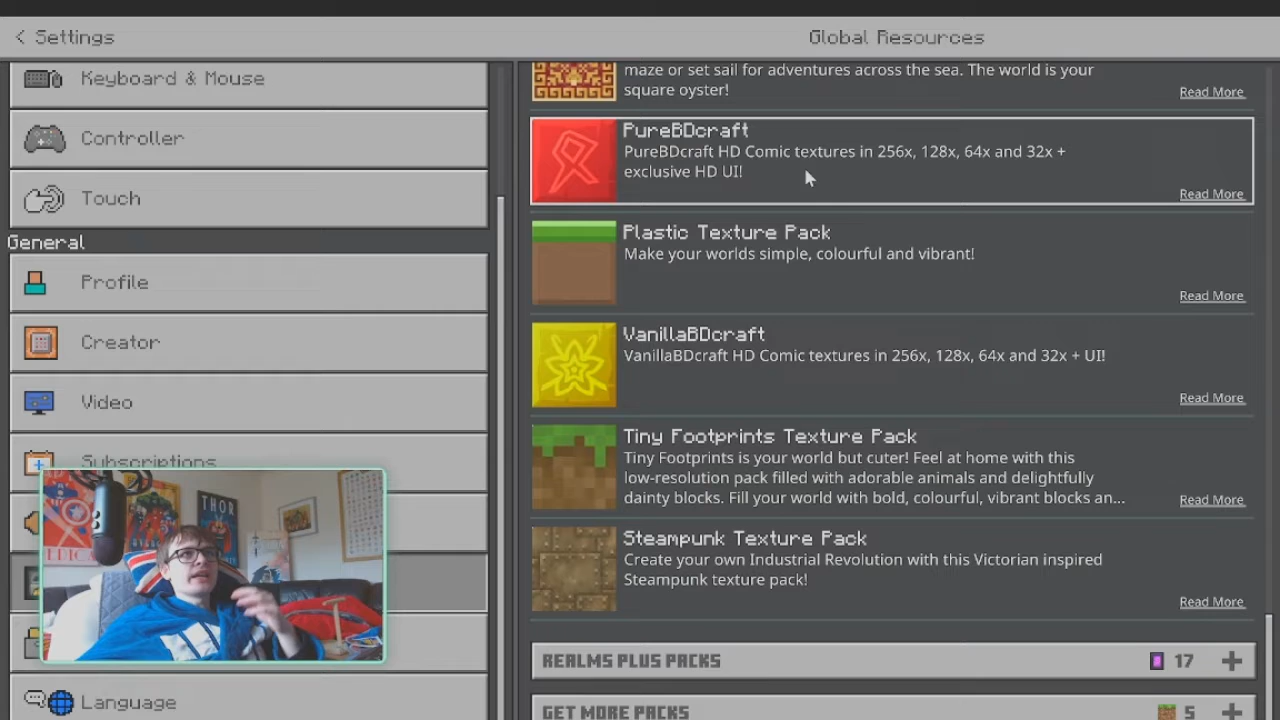 < Settings
Global Resources
Keyboard & Mouse
Controller
Touch
General
Profile
Creator
Video
Subscriptions
Language
maze or set sail for adventures across the sea. The world is your
square oyster!
Read More
PureBDcraft
PureBDcraft HD Comic textures in 256x, 128x, 64x and 32x +
exclusive HD UI!
Read More
Plastic Texture Pack
Make your worlds simple, colourful and vibrant!
Read More
VanillaBDcraft
VanillaBDcraft HD Comic textures in 256x, 128x, 64x and 32x + UI!
Read More
Tiny Footprints Texture Pack
Tiny Footprints is your world but cuter! Feel at home with this
low-resolution pack filled with adorable animals and delightfully
dainty blocks. Fill your world with bold, colourful, vibrant blocks an...
Read More
Steampunk Texture Pack
Create your own Industrial Revolution with this Victorian inspired
Steampunk texture pack!
Read More
REALMS PLUS PACKS
17 +
GET MORE PACKS
5 +
THOR